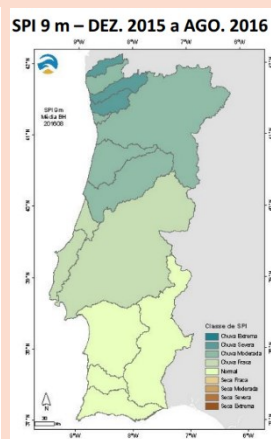 SPI 9 m – DEZ. 2015 a AGO. 2016
9°W 8°W 7°W 6°W
SPI 9m
Média BH
201608
Classe de SPI
Chuva Extrema
Chuva Severa
Chuva Moderada
Chuva Fraca
Normal
Seca Fraca
Seca Moderada
Seca Severa
Seca Extrema
N
9°W 8°W 7°W 6°W